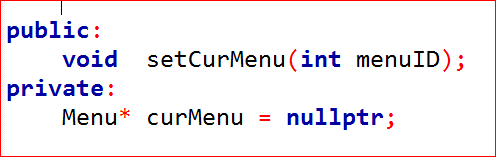 public:
    void  setCurMenu(int menuID);
private:
    Menu* curMenu = nullptr;